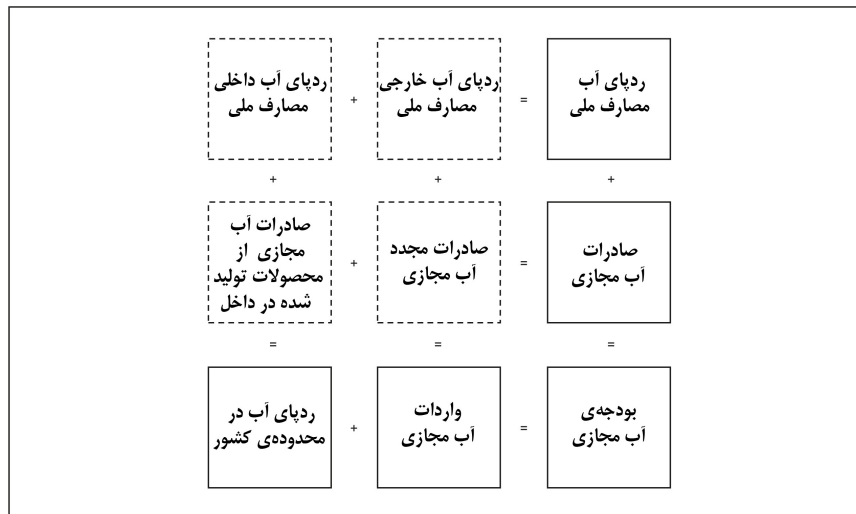 ردپای آب داخلی
مصارف ملی
+
ردپای آب خارجی
مصارف ملی
=
ردپای آب
مصارف ملی
+
+
+
صادرات آب
مجازی از
محصولات تولید
شده در داخل
+
صادرات مجدد
آب مجازی
=
صادرات
آب مجازی
=
=
=
ردپای آب در
محدوده‌ی کشور
+
واردات
آب مجازی
=
بودجه‌ی
آب مجازی